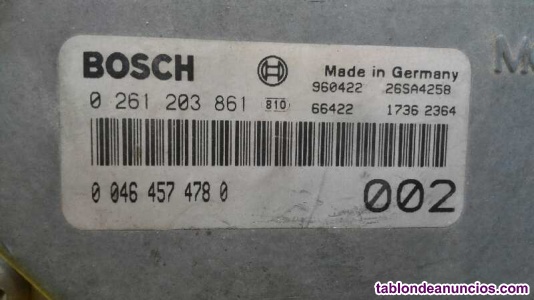 BOSCH
Made in Germany
960422 26SA4258
0 261 203 861 810 66422 1736 2364
0 046 457 478 0 002
tablondeanuncios.com